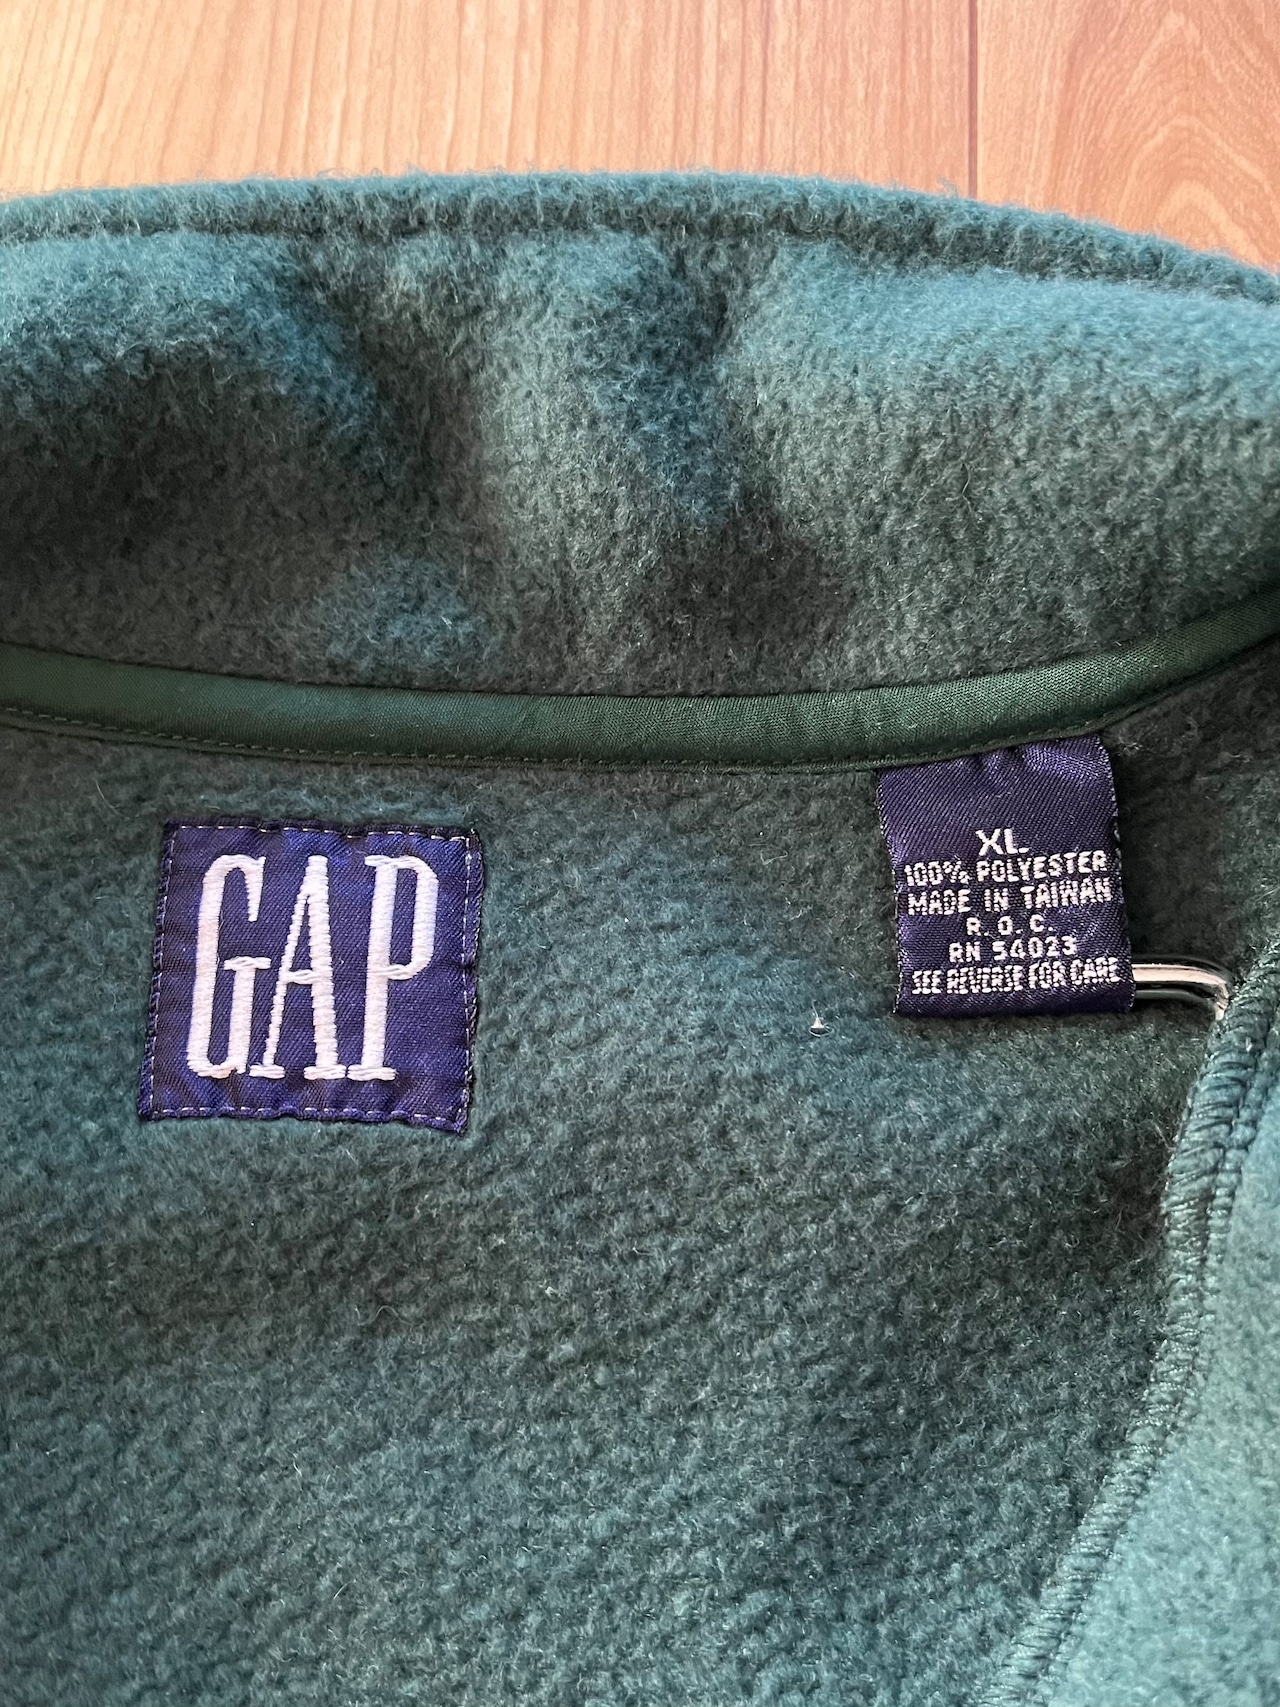 GAP
XL
100% POLYESTER
MADE IN TAIWAN
R. O. C.
RN 54023
SEE REVERSE FOR CARE